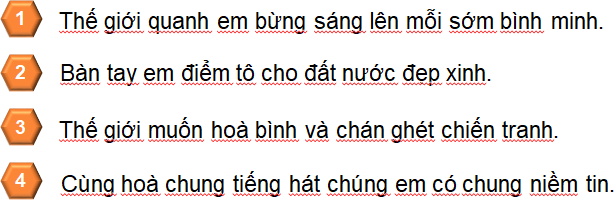 1 Thế giới quanh em bừng sáng lên mỗi sớm bình minh.
2 Bàn tay em điểm tô cho đất nước đẹp xinh.
3 Thế giới muốn hoà bình và chán ghét chiến tranh.
4 Cùng hoà chung tiếng hát chúng em có chung niềm tin.